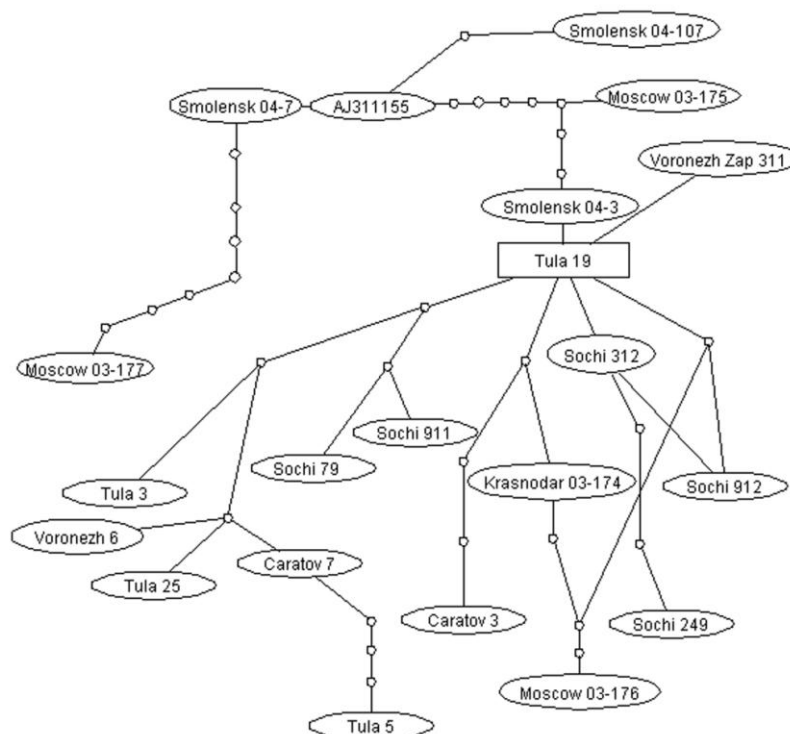 Smolensk 04-107
Smolensk 04-7
AJ311155
Moscow 03-175
Voronezh Zap 311
Smolensk 04-3
Tula 19
Moscow 03-177
Sochi 312
Sochi 911
Sochi 79
Tula 3
Krasnodar 03-174
Sochi 912
Voronezh 6
Caratov 7
Tula 25
Caratov 3
Sochi 249
Moscow 03-176
Tula 5